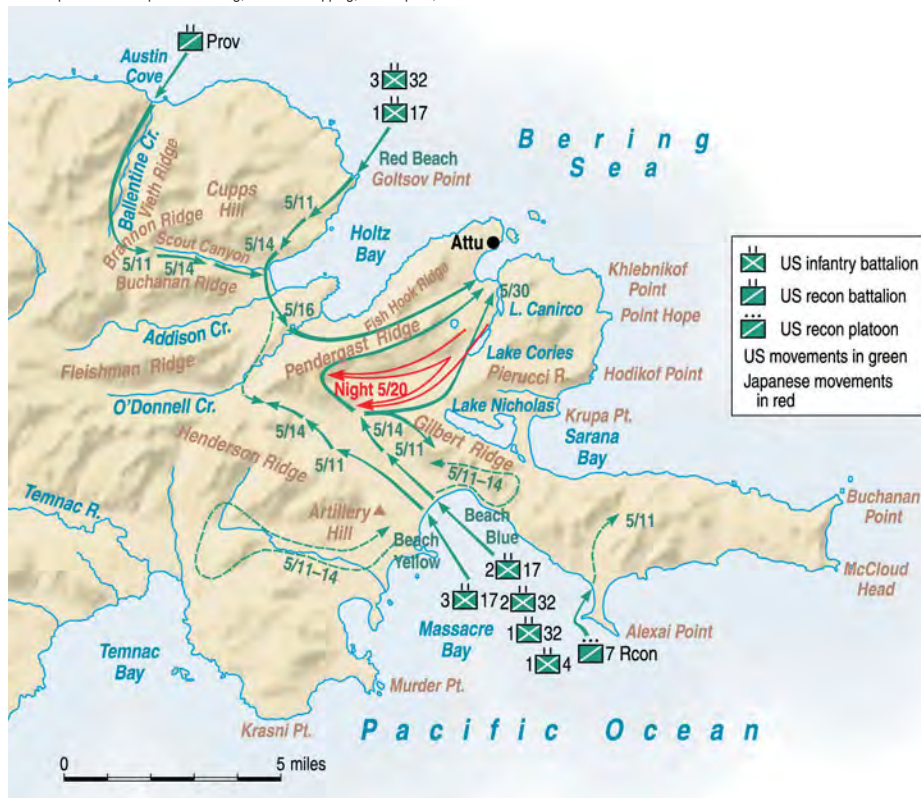 Prov
Austin
Cove
3 32
1 17
Bering
Sea
Red Beach
Goltsov Point
Ballentine Cr.
Vieth Ridge
Cupps
Hill
5/11
Brannon Ridge
Scout Canyon
5/14
Holtz
Bay
Attu
5/11
5/14
Buchanan Ridge
Khlebnikof
Point
5/16
Fish Hook Ridge
5/30
L. Canirco
Point Hope
Addison Cr.
Pendergast Ridge
Lake Cories
Fleishman Ridge
Pierucci R.
Hodikof Point
Night 5/20
O'Donnell Cr.
Lake Nicholas
Krupa Pt.
5/14
5/14
Gilbert Ridge
Sarana
Bay
Henderson Ridge
5/11
5/11
5/11–14
Temnac R.
Artillery
Hill
Beach
Blue
5/11
Buchanan
Point
Beach
Yellow
5/11–14
2 17
McCloud
Head
3 17
2 32
Massacre
Bay
1 32
Alexai Point
1 4
7 Rcon
Temnac
Bay
Murder Pt.
Krasni Pt.
Pacific Ocean
0 5 miles
US infantry battalion
US recon battalion
US recon platoon
US movements in green
Japanese movements
in red